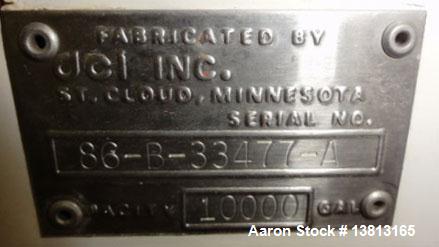 FABRICATED BY
dci INC.
ST. CLOUD, MINNESOTA
SERIAL NO.
86-B-33477-A
10000 GAL
Aaron Stock # 13813165